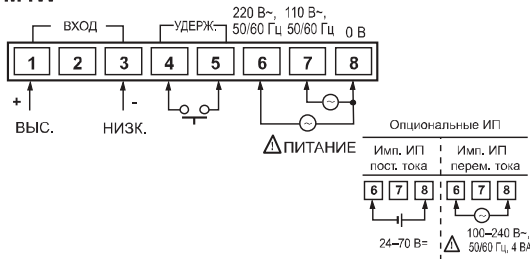 ВХОД
УДЕРЖ.
220 В~, 110 В~,
50/60 Гц 50/60 Гц 0 В
1 2 3 4 5 6 7 8
+ -
ВЫС. НИЗК.
ПИТАНИЕ
Опциональные ИП
Имп. ИП Имп. ИП
пост. тока перем. тока
6 7 8 6 7 8
24–70 В= 100–240 В~,
50/60 Гц, 4 ВА